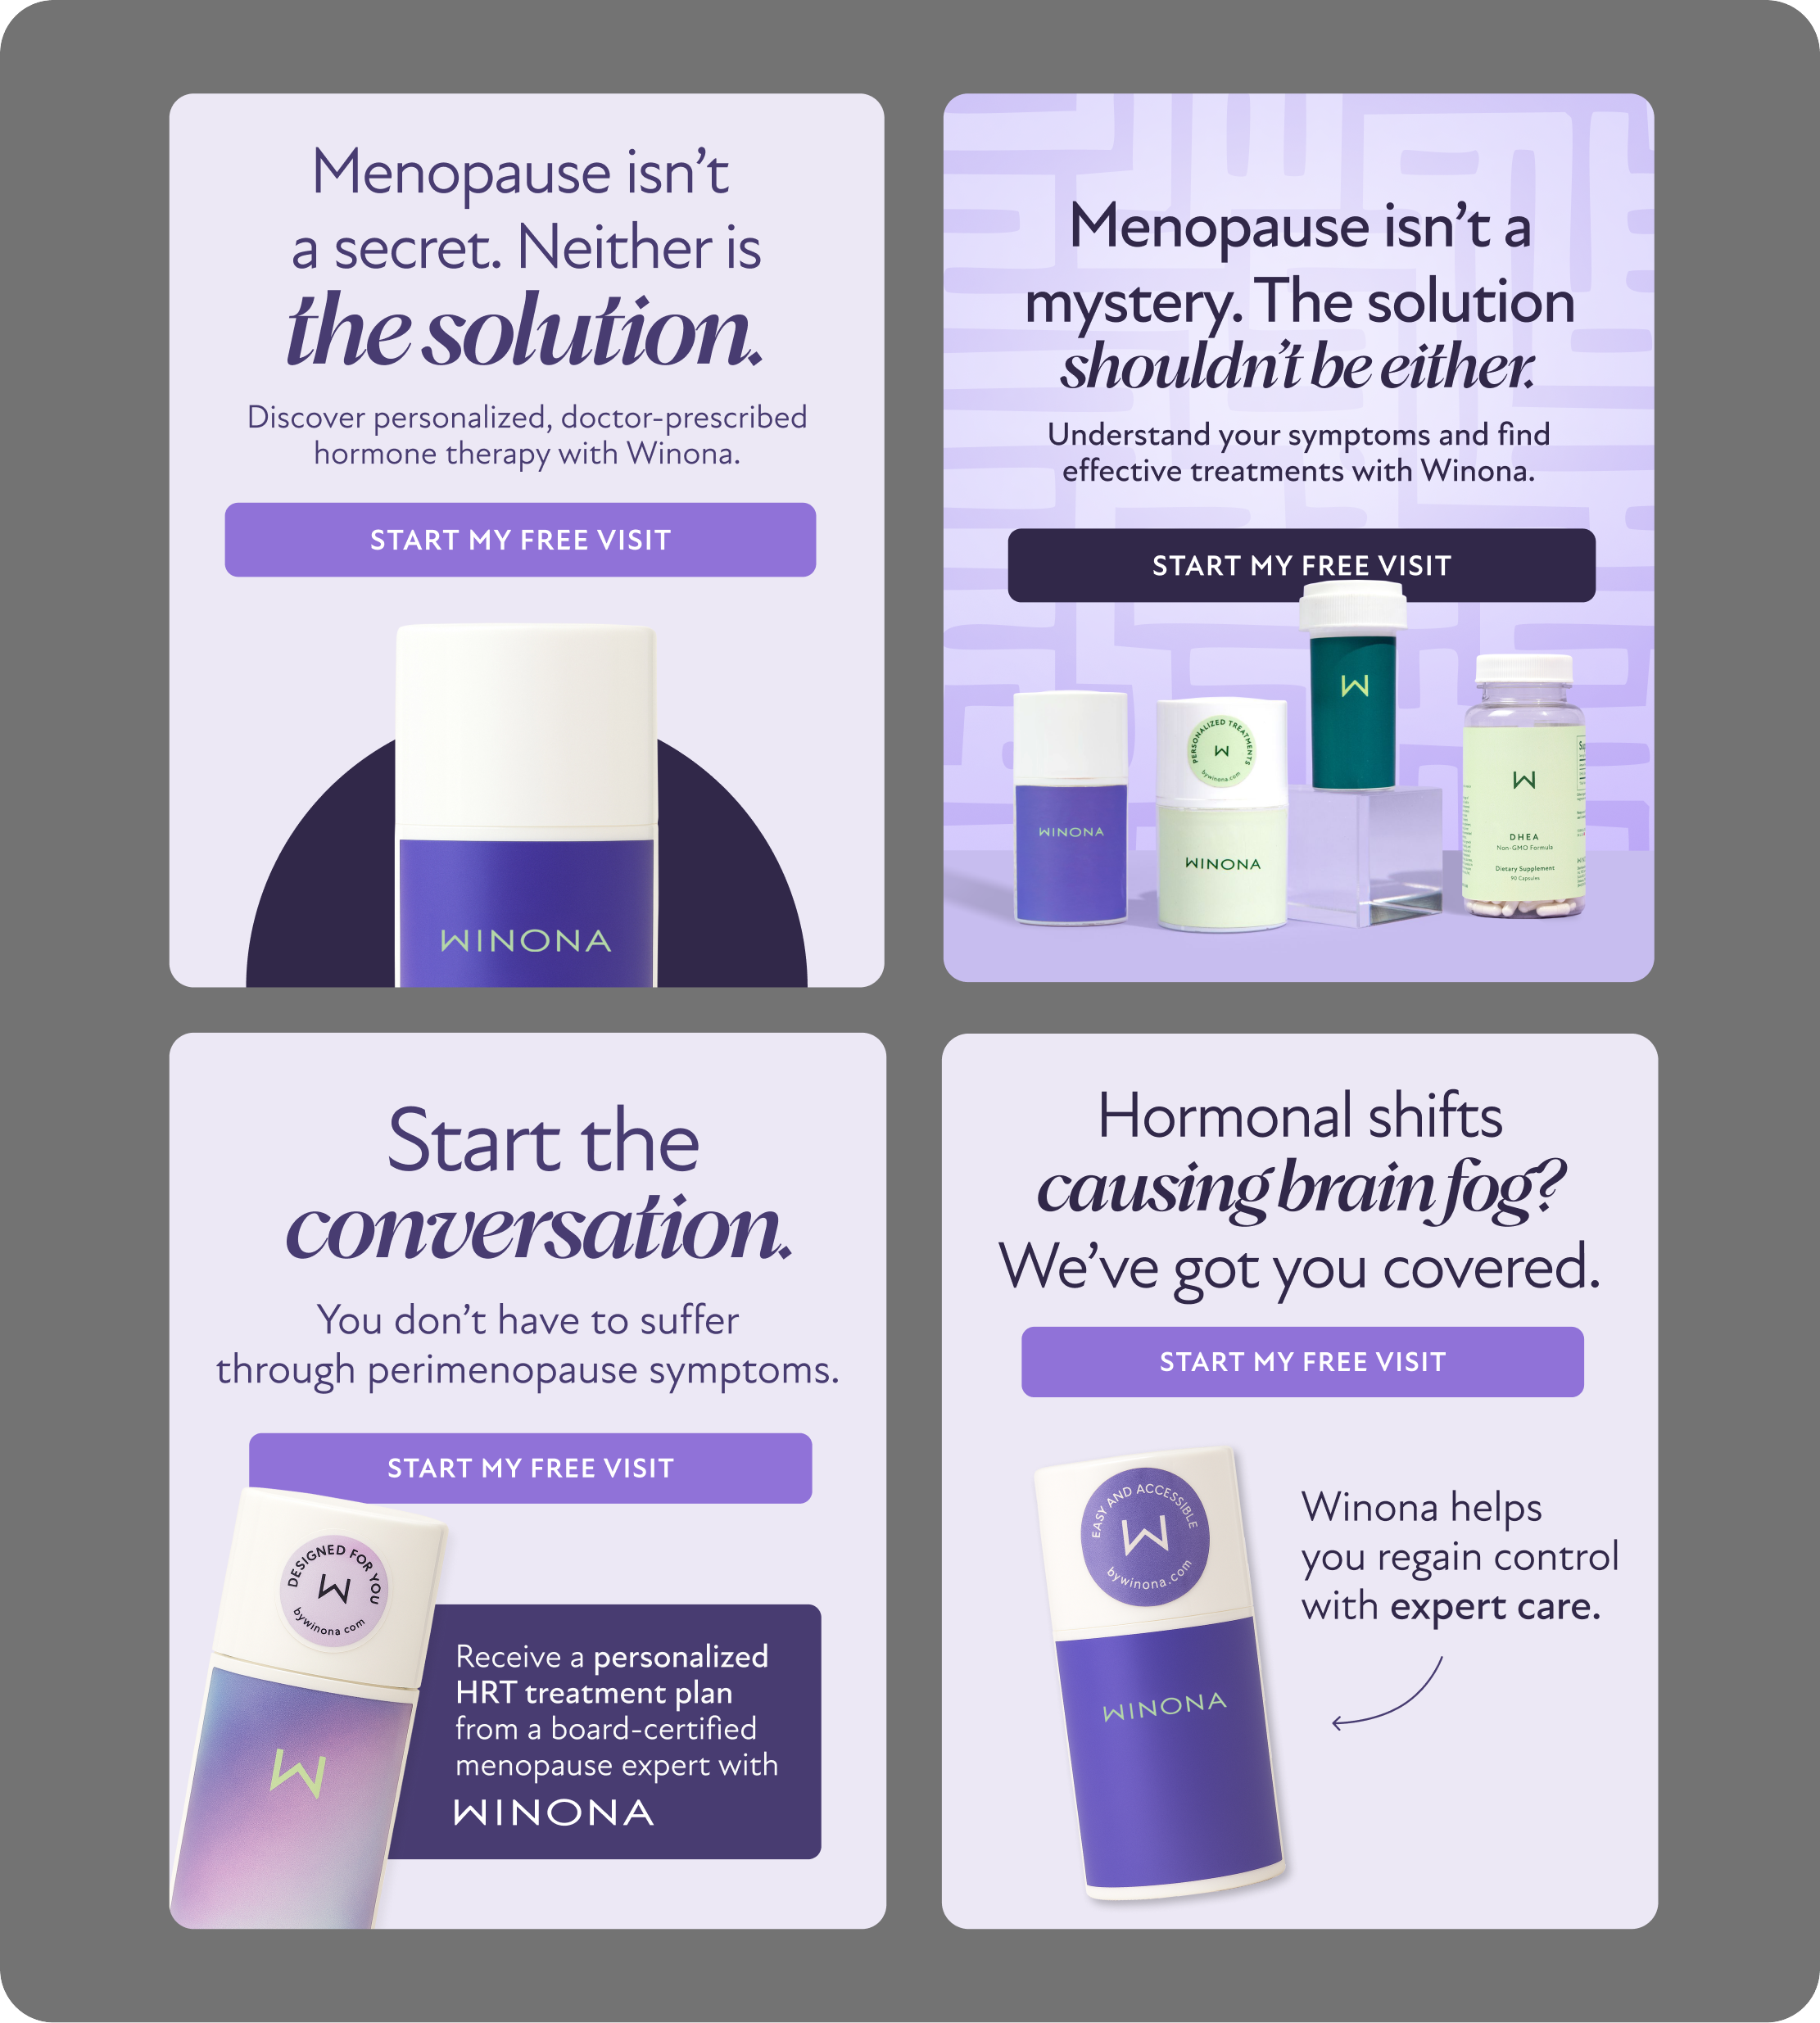 Menopause isn't
a secret. Neither is
the solution.
Discover personalized, doctor-prescribed
hormone therapy with Winona.
START MY FREE VISIT
WINONA
Menopause isn't a
mystery. The solution
shouldn't be either.
Understand your symptoms and find
effective treatments with Winona.
START MY FREE VISIT
WINONA
PERSONALIZED TREATMENTS
W
bywinona.com
WINONA
W
W
DHEA
Non-GMO Formula
Dietary Supplement
90 Capsules
Start the
conversation.
You don't have to suffer
through perimenopause symptoms.
START MY FREE VISIT
DESIGNED FOR YOU
W
bywinona.com
W
Receive a personalized
HRT treatment plan
from a board-certified
menopause expert with
WINONA
Hormonal shifts
causing brain fog?
We've got you covered.
START MY FREE VISIT
EASY AND ACCESSIBLE
W
bywinona.com
WINONA
Winona helps
you regain control
with expert care.